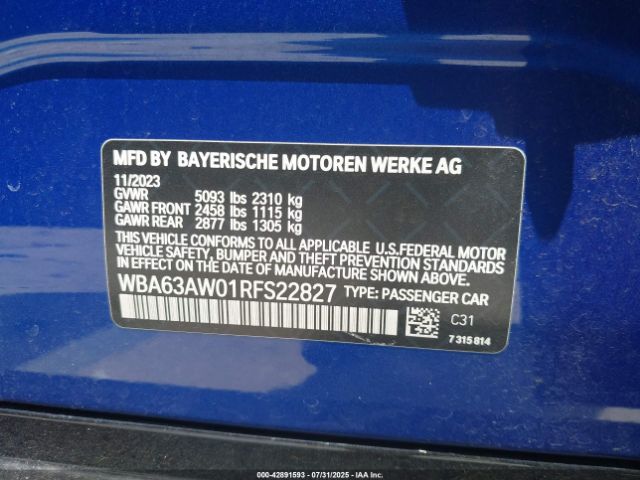 MFD BY BAYERISCHE MOTOREN WERKE AG
11/2023
GVWR 5093 lbs 2310 kg
GAWR FRONT 2458 lbs 1115 kg
GAWR REAR 2877 lbs 1305 kg
THIS VEHICLE CONFORMS TO ALL APPLICABLE U.S.FEDERAL MOTOR
VEHICLE SAFETY, BUMPER AND THEFT PREVENTION STANDARDS
IN EFFECT ON THE DATE OF MANUFACTURE SHOWN ABOVE.
WBA63AW01RFS22827 TYPE: PASSENGER CAR
C31
7315814
000-42891593 - 07/31/2025 - IAA Inc.